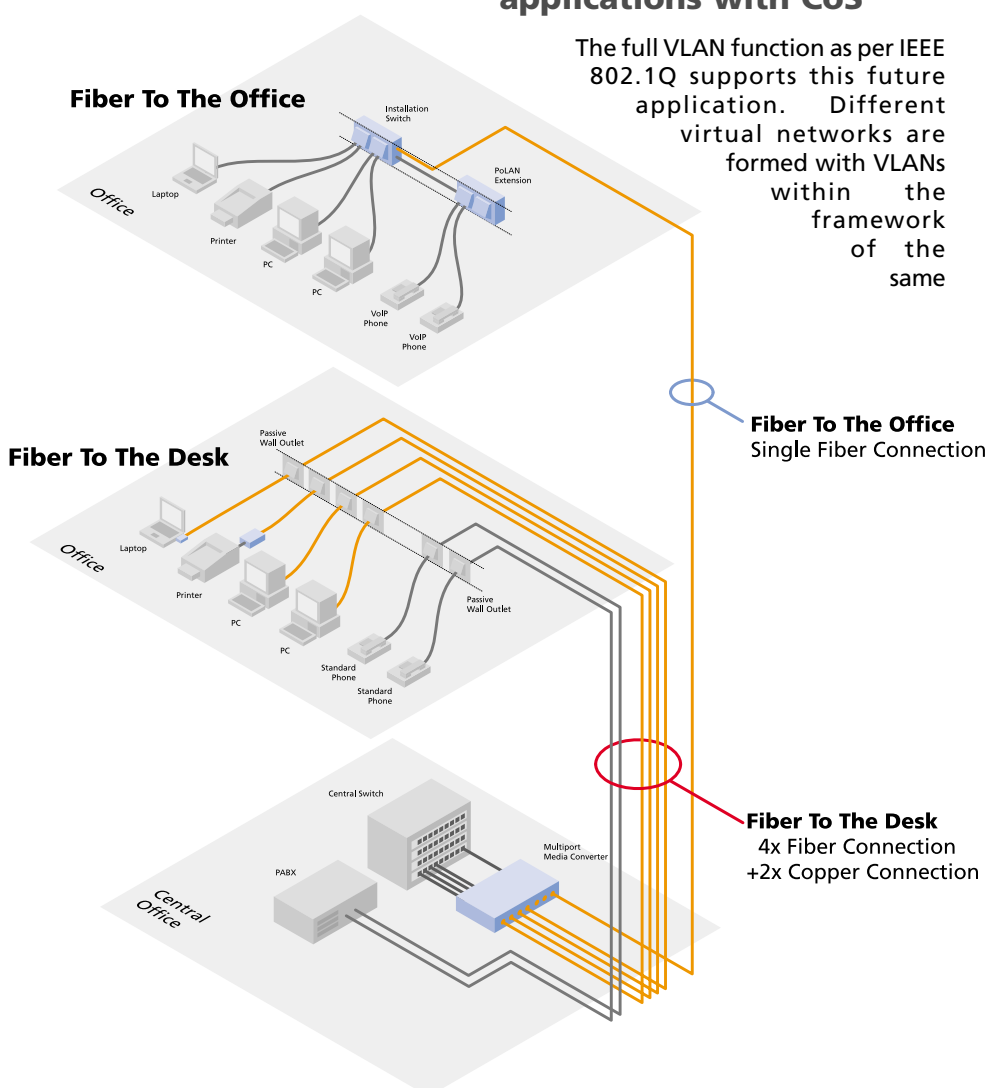 applications with CoS
The full VLAN function as per IEEE
802.1Q supports this future
application. Different
virtual networks are
formed with VLANs
within the
framework
of the
same
Fiber To The Office
Installation
Switch
PoLAN
Extension
Laptop
Office
Printer
PC
PC
VoIP
Phone
VoIP
Phone
Fiber To The Office
Single Fiber Connection
Fiber To The Desk
Passive
Wall Outlet
Laptop
Office
Printer
PC
PC
Passive
Wall Outlet
Standard
Phone
Standard
Phone
Fiber To The Desk
4x Fiber Connection
+2x Copper Connection
Central Switch
Multiport
Media Converter
PABX
Central
Office